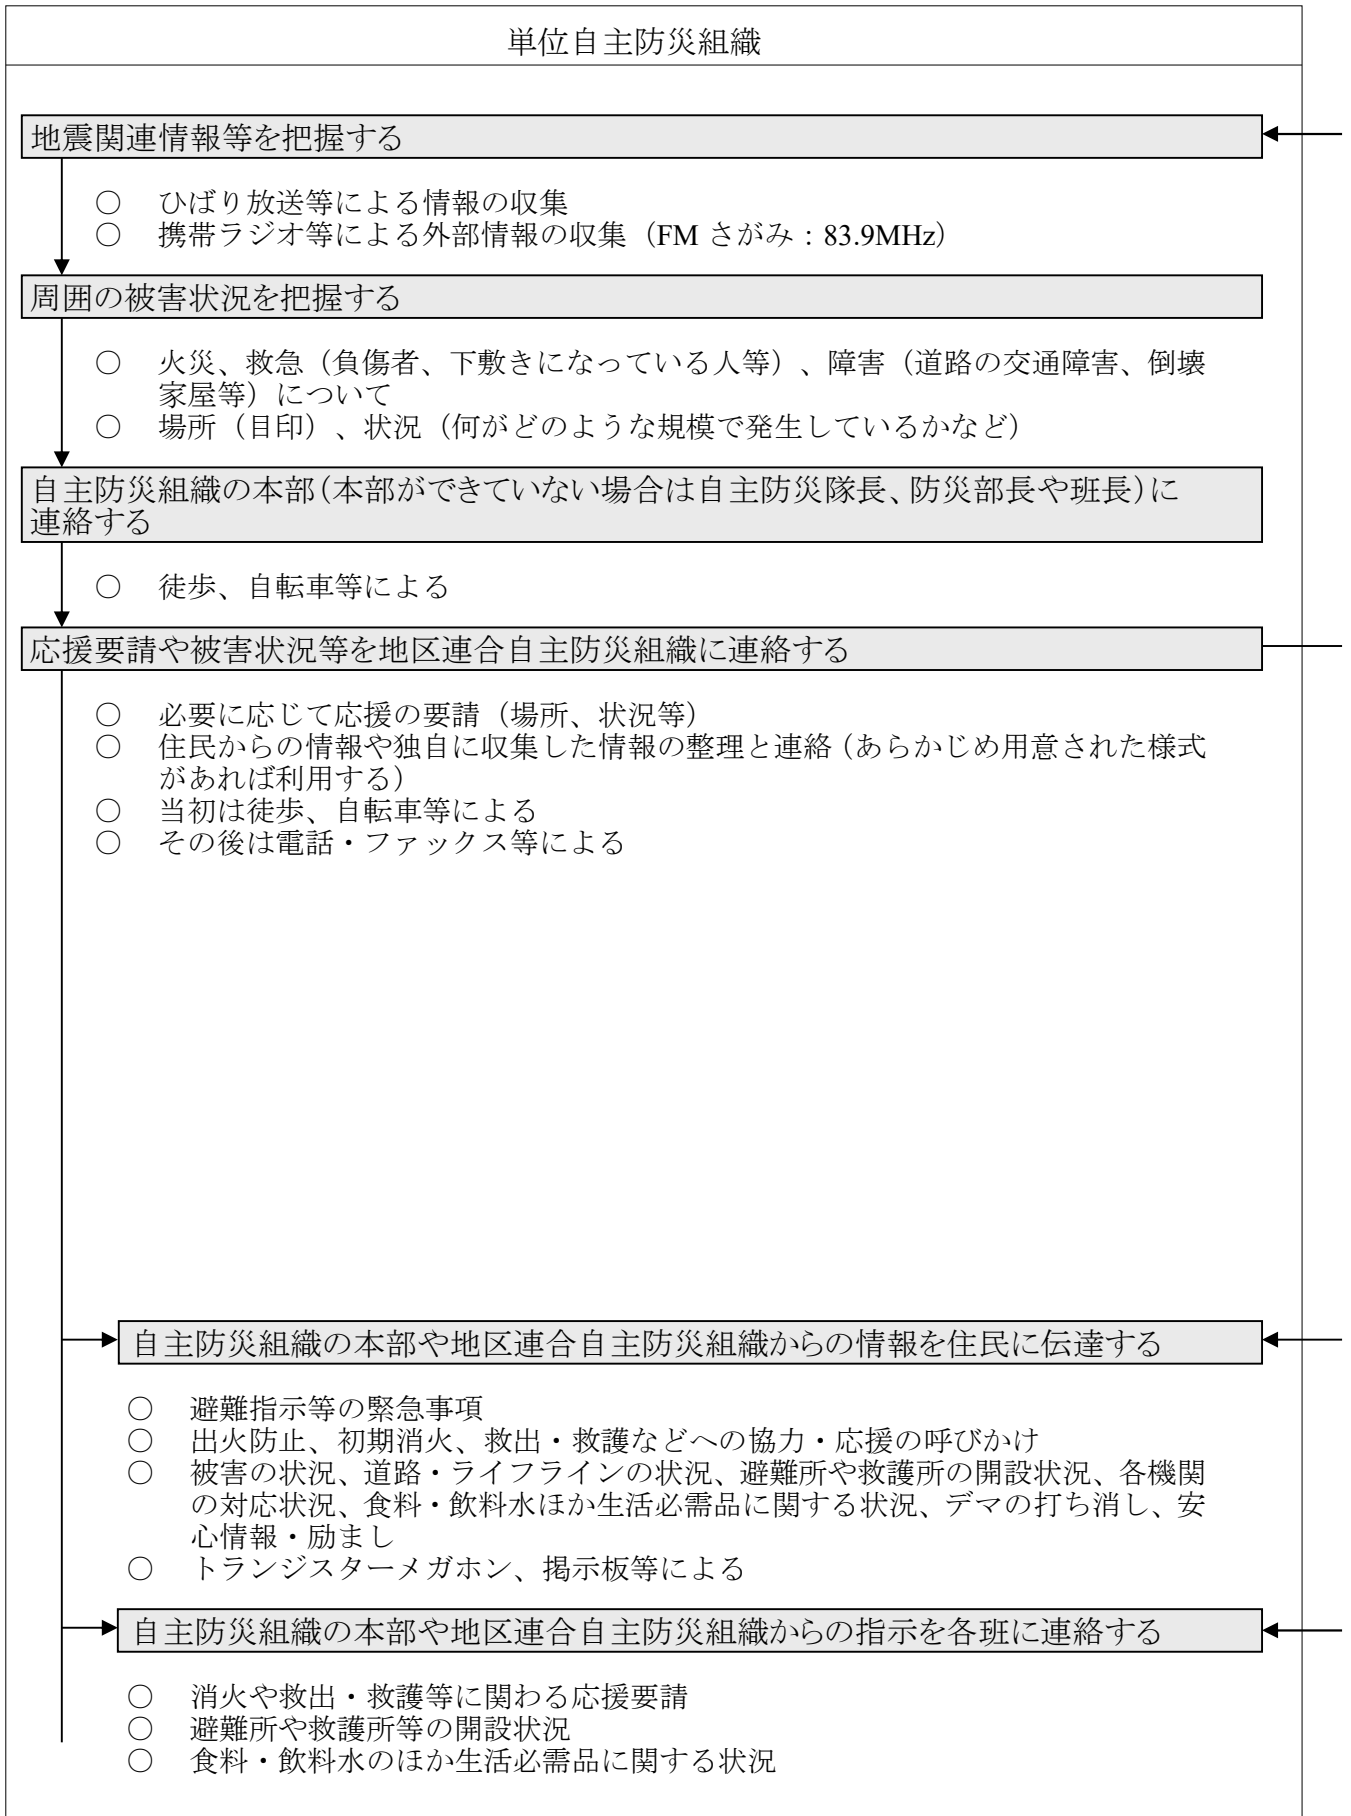 単位自主防災組織
地震関連情報等を把握する
○ ひばり放送等による情報の収集
○ 携帯ラジオ等による外部情報の収集（FM さがみ：83.9MHz）
周囲の被害状況を把握する
○ 火災、救急（負傷者、下敷きになっている人等）、障害（道路の交通障害、倒壊
家屋等）について
○ 場所（目印）、状況（何がどのような規模で発生しているかなど）
自主防災組織の本部（本部ができていない場合は自主防災隊長、防災部長や班長）に
連絡する
○ 徒歩、自転車等による
応援要請や被害状況等を地区連合自主防災組織に連絡する
○ 必要に応じて応援の要請（場所、状況等）
○ 住民からの情報や独自に収集した情報の整理と連絡（あらかじめ用意された様式
があれば利用する）
○ 当初は徒歩、自転車等による
○ その後は電話・ファックス等による
自主防災組織の本部や地区連合自主防災組織からの情報を住民に伝達する
○ 避難指示等の緊急事項
○ 出火防止、初期消火、救出・救護などへの協力・応援の呼びかけ
○ 被害の状況、道路・ライフラインの状況、避難所や救護所の開設状況、各機関
の対応状況、食料・飲料水ほか生活必需品に関する状況、デマの打ち消し、安
心情報・励まし
○ トランジスターメガホン、掲示板等による
自主防災組織の本部や地区連合自主防災組織からの指示を各班に連絡する
○ 消火や救出・救護等に関わる応援要請
○ 避難所や救護所等の開設状況
○ 食料・飲料水のほか生活必需品に関する状況